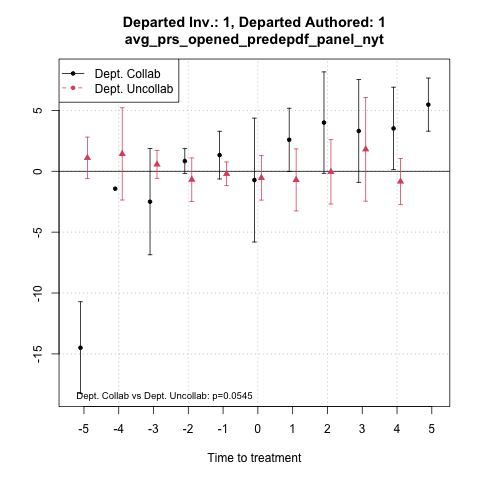 Departed Inv.: 1, Departed Authored: 1
avg_prs_opened_predepdf_panel_nyt
Dept. Collab
Dept. Uncollab
5
0
-5
-10
-15
Dept. Collab vs Dept. Uncollab: p=0.0545
-5 -4 -3 -2 -1 0 1 2 3 4 5
Time to treatment